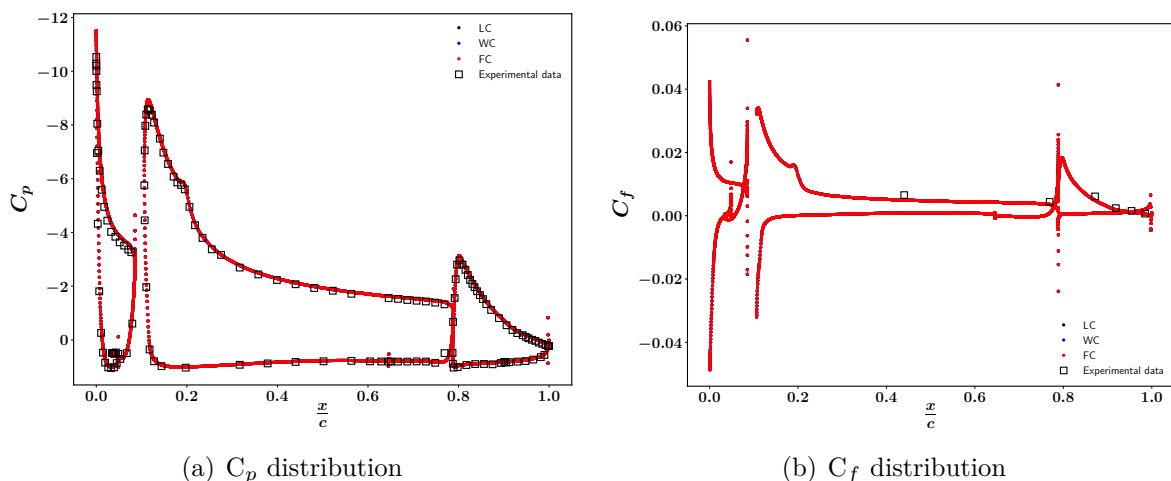 −12
−10
−8
−6
−4
−2
0
C_p
0.0 0.2 0.4 0.6 0.8 1.0
x/c
LC
WC
FC
Experimental data
(a) C_p distribution
0.06
0.04
0.02
0.00
−0.02
−0.04
C_f
0.0 0.2 0.4 0.6 0.8 1.0
x/c
LC
WC
FC
Experimental data
(b) C_f distribution